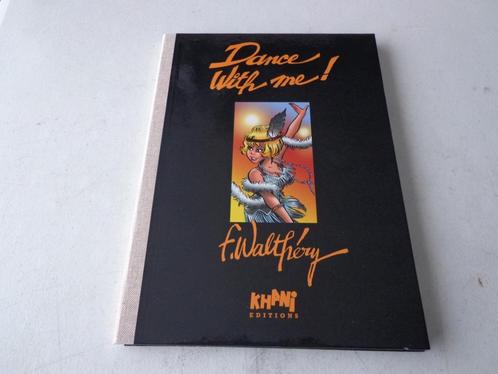 Dance
With me!
F. Walthéry
KHANI
EDITIONS